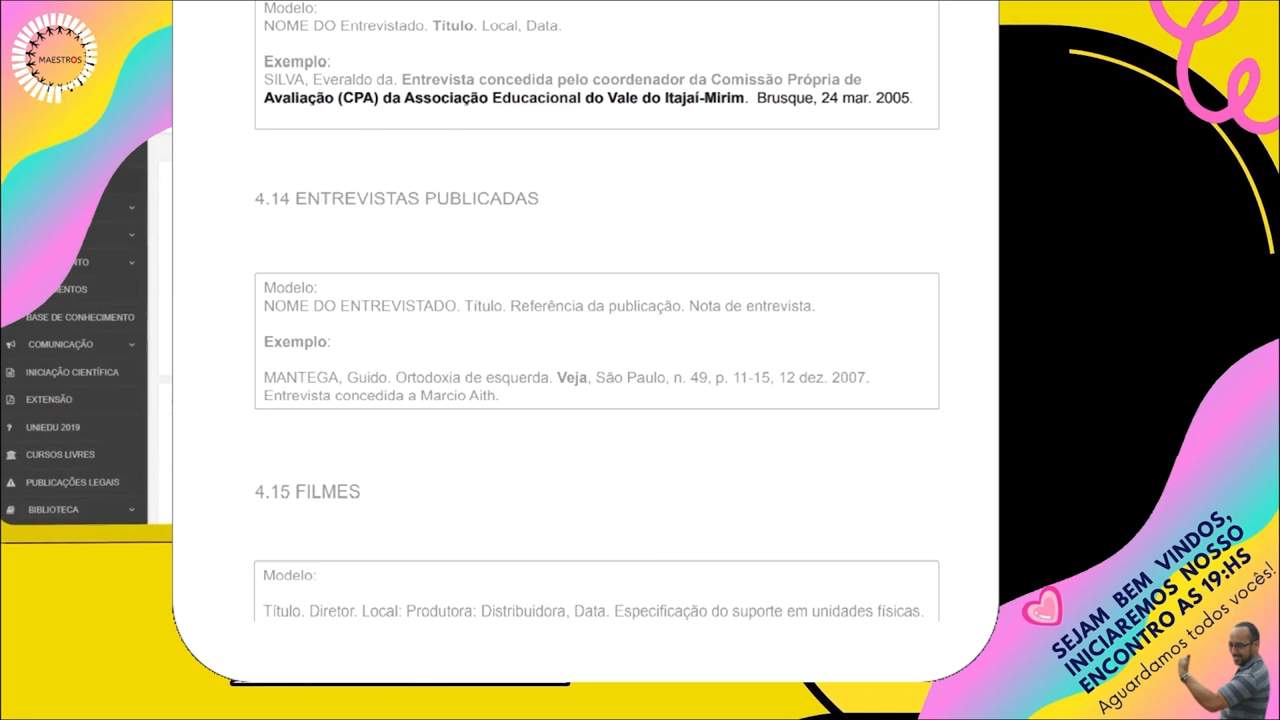 MAESTROS
Modelo:
NOME DO Entrevistado. Título. Local, Data.
Exemplo:
SILVA, Everaldo da. Entrevista concedida pelo coordenador da Comissão Própria de
Avaliação (CPA) da Associação Educacional do Vale do Itajaí-Mirim. Brusque, 24 mar. 2005.
4.14 ENTREVISTAS PUBLICADAS
Modelo:
NOME DO ENTREVISTADO. Título. Referência da publicação. Nota de entrevista.
Exemplo:
MANTEGA, Guido. Ortodoxia de esquerda. Veja, São Paulo, n. 49, p. 11-15, 12 dez. 2007.
Entrevista concedida a Marcio Aith.
4.15 FILMES
Modelo:
Título. Diretor. Local: Produtora: Distribuidora, Data. Especificação do suporte em unidades físicas.
BASE DE CONHECIMENTO
COMUNICAÇÃO
INICIAÇÃO CIENTÍFICA
EXTENSÃO
UNIEDU 2019
CURSOS LIVRES
PUBLICAÇÕES LEGAIS
BIBLIOTECA
SEJAM BEM VINDOS,
INICIAREMOS NOSSO
ENCONTRO AS 19:HS
Aguardamos todos vocês!